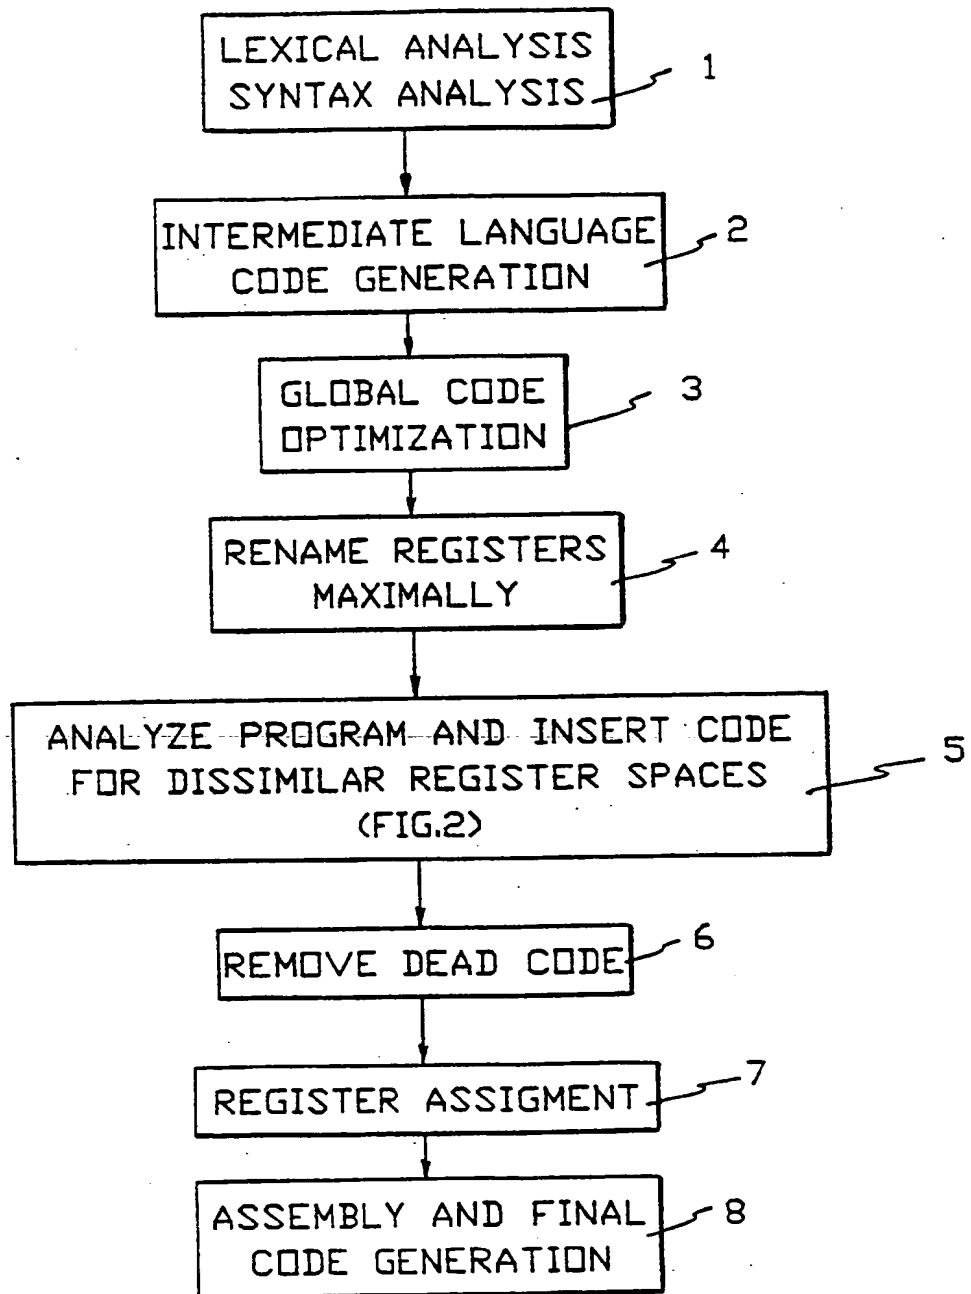 LEXICAL ANALYSIS
SYNTAX ANALYSIS
1
INTERMEDIATE LANGUAGE
CODE GENERATION
2
GLOBAL CODE
OPTIMIZATION
3
RENAME REGISTERS
MAXIMALLY
4
ANALYZE PROGRAM AND INSERT CODE
FOR DISSIMILAR REGISTER SPACES
(FIG.2)
5
REMOVE DEAD CODE
6
REGISTER ASSIGMENT
7
ASSEMBLY AND FINAL
CODE GENERATION
8